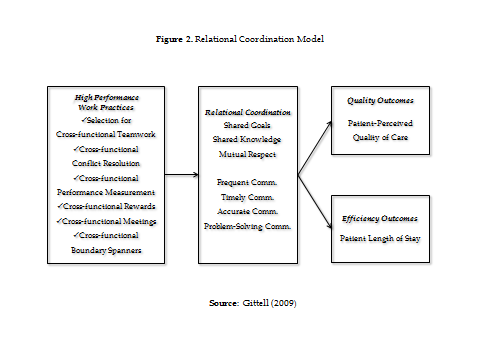 Figure 2. Relational Coordination Model
High Performance
Work Practices
✓Selection for
Cross-functional Teamwork
✓Cross-functional
Conflict Resolution
✓Cross-functional
Performance Measurement
✓Cross-functional Rewards
✓Cross-functional Meetings
✓Cross-functional
Boundary Spanners
Relational Coordination
Shared Goals
Shared Knowledge
Mutual Respect
Frequent Comm.
Timely Comm.
Accurate Comm.
Problem-Solving Comm.
Quality Outcomes
Patient-Perceived
Quality of Care
Efficiency Outcomes
Patient Length of Stay
Source: Gittell (2009)